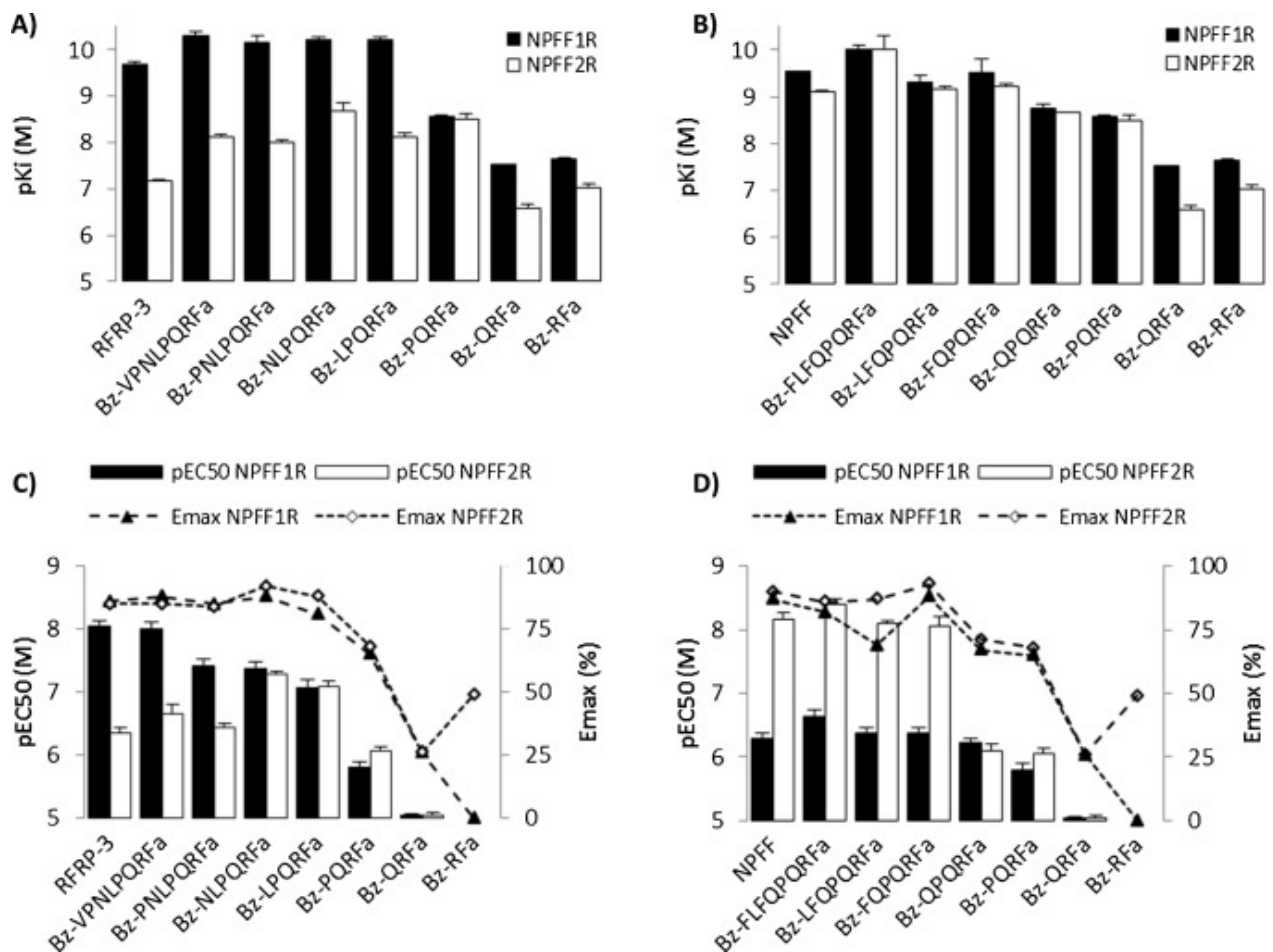 A)
NPFF1R
NPFF2R
pKi (M)
10
9
8
7
6
5
RFRP-3
Bz-VPNLPQRFa
Bz-PNLPQRFa
Bz-NLPQRFa
Bz-LPQRFa
Bz-PQRFa
Bz-QRFa
Bz-RFa
B)
NPFF1R
NPFF2R
pKi (M)
10
9
8
7
6
5
NPFF
Bz-FLFQPQRFa
Bz-LFQPQRFa
Bz-FQPQRFa
Bz-QPQRFa
Bz-PQRFa
Bz-QRFa
Bz-RFa
C)
pEC50 NPFF1R
pEC50 NPFF2R
Emax NPFF1R
Emax NPFF2R
pEC50 (M)
9
8
7
6
5
100
75
50
25
0
Emax (%)
RFRP-3
Bz-VPNLPQRFa
Bz-PNLPQRFa
Bz-NLPQRFa
Bz-LPQRFa
Bz-PQRFa
Bz-QRFa
Bz-RFa
D)
pEC50 NPFF1R
pEC50 NPFF2R
Emax NPFF1R
Emax NPFF2R
pEC50 (M)
9
8
7
6
5
100
75
50
25
0
Emax (%)
NPFF
Bz-FLFQPQRFa
Bz-LFQPQRFa
Bz-FQPQRFa
Bz-QPQRFa
Bz-PQRFa
Bz-QRFa
Bz-RFa